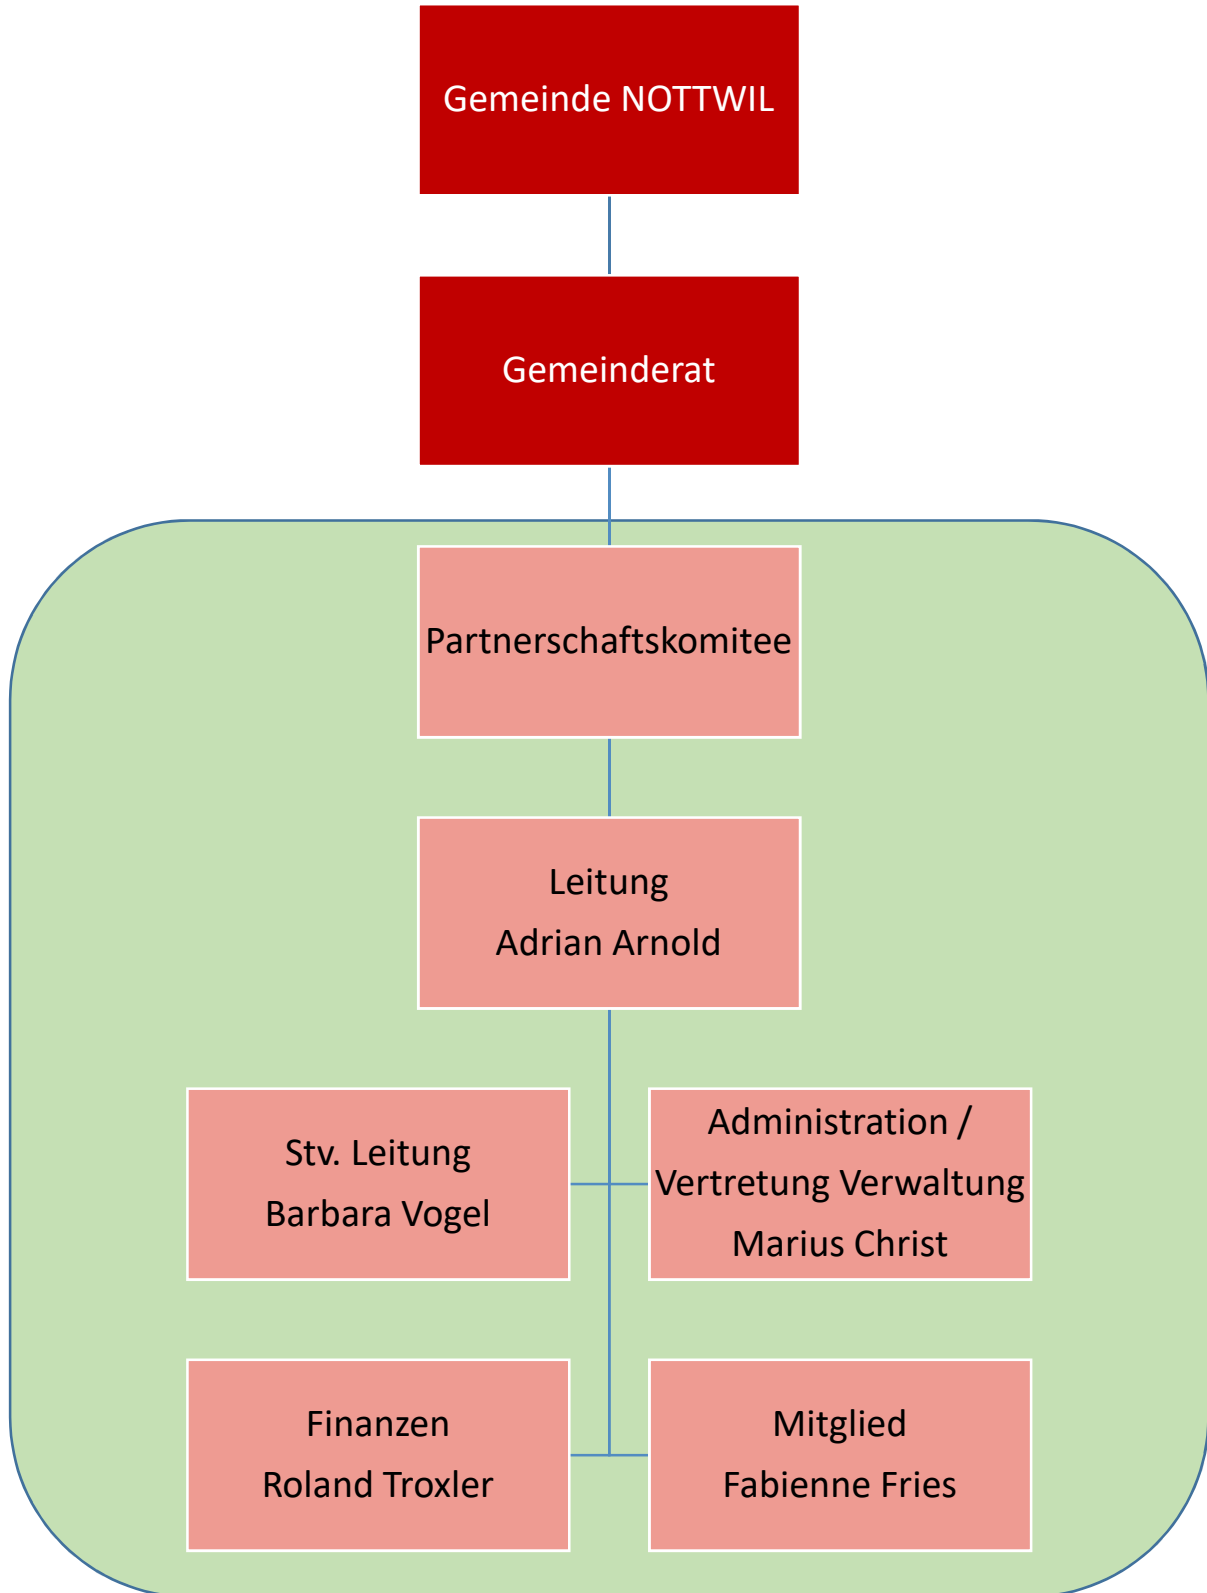 Gemeinde NOTTWIL
Gemeinderat
Partnerschaftskomitee
Leitung
Adrian Arnold
Stv. Leitung
Barbara Vogel
Administration /
Vertretung Verwaltung
Marius Christ
Finanzen
Roland Troxler
Mitglied
Fabienne Fries